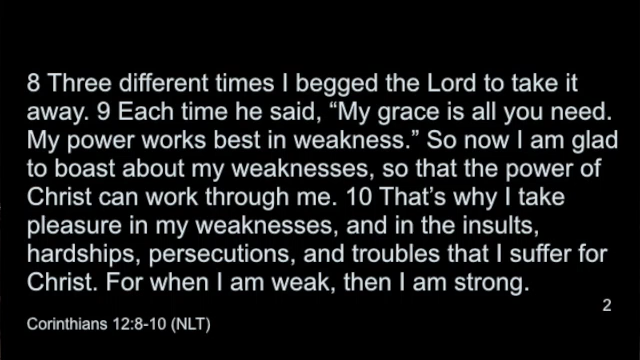 8 Three different times I begged the Lord to take it
away. 9 Each time he said, “My grace is all you need.
My power works best in weakness.” So now I am glad
to boast about my weaknesses, so that the power of
Christ can work through me. 10 That’s why I take
pleasure in my weaknesses, and in the insults,
hardships, persecutions, and troubles that I suffer for
Christ. For when I am weak, then I am strong.
2
Corinthians 12:8-10 (NLT)